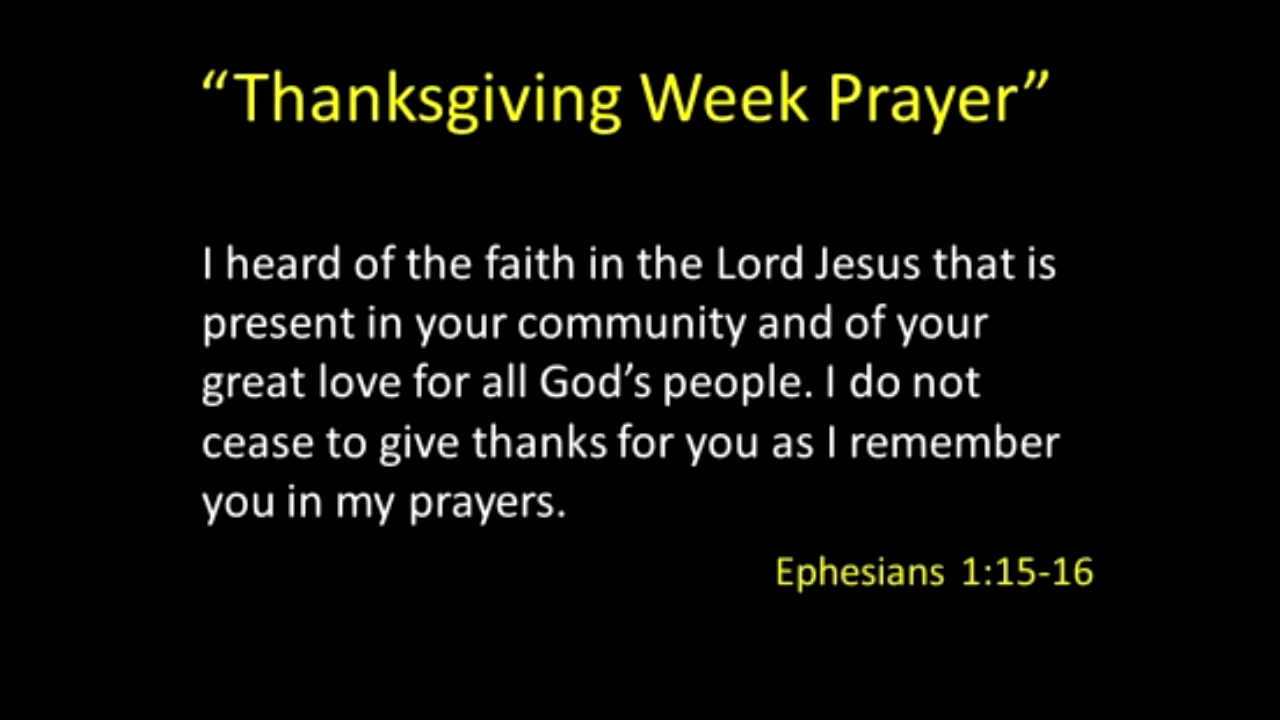 “Thanksgiving Week Prayer”
I heard of the faith in the Lord Jesus that is
present in your community and of your
great love for all God’s people. I do not
cease to give thanks for you as I remember
you in my prayers.
Ephesians 1:15-16